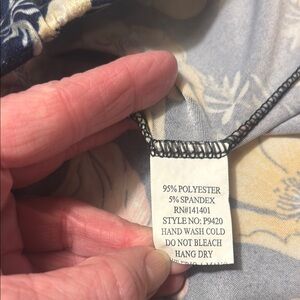 95% POLYESTER
5% SPANDEX
RN#141401
STYLE NO: P9420
HAND WASH COLD
DO NOT BLEACH
HANG DRY